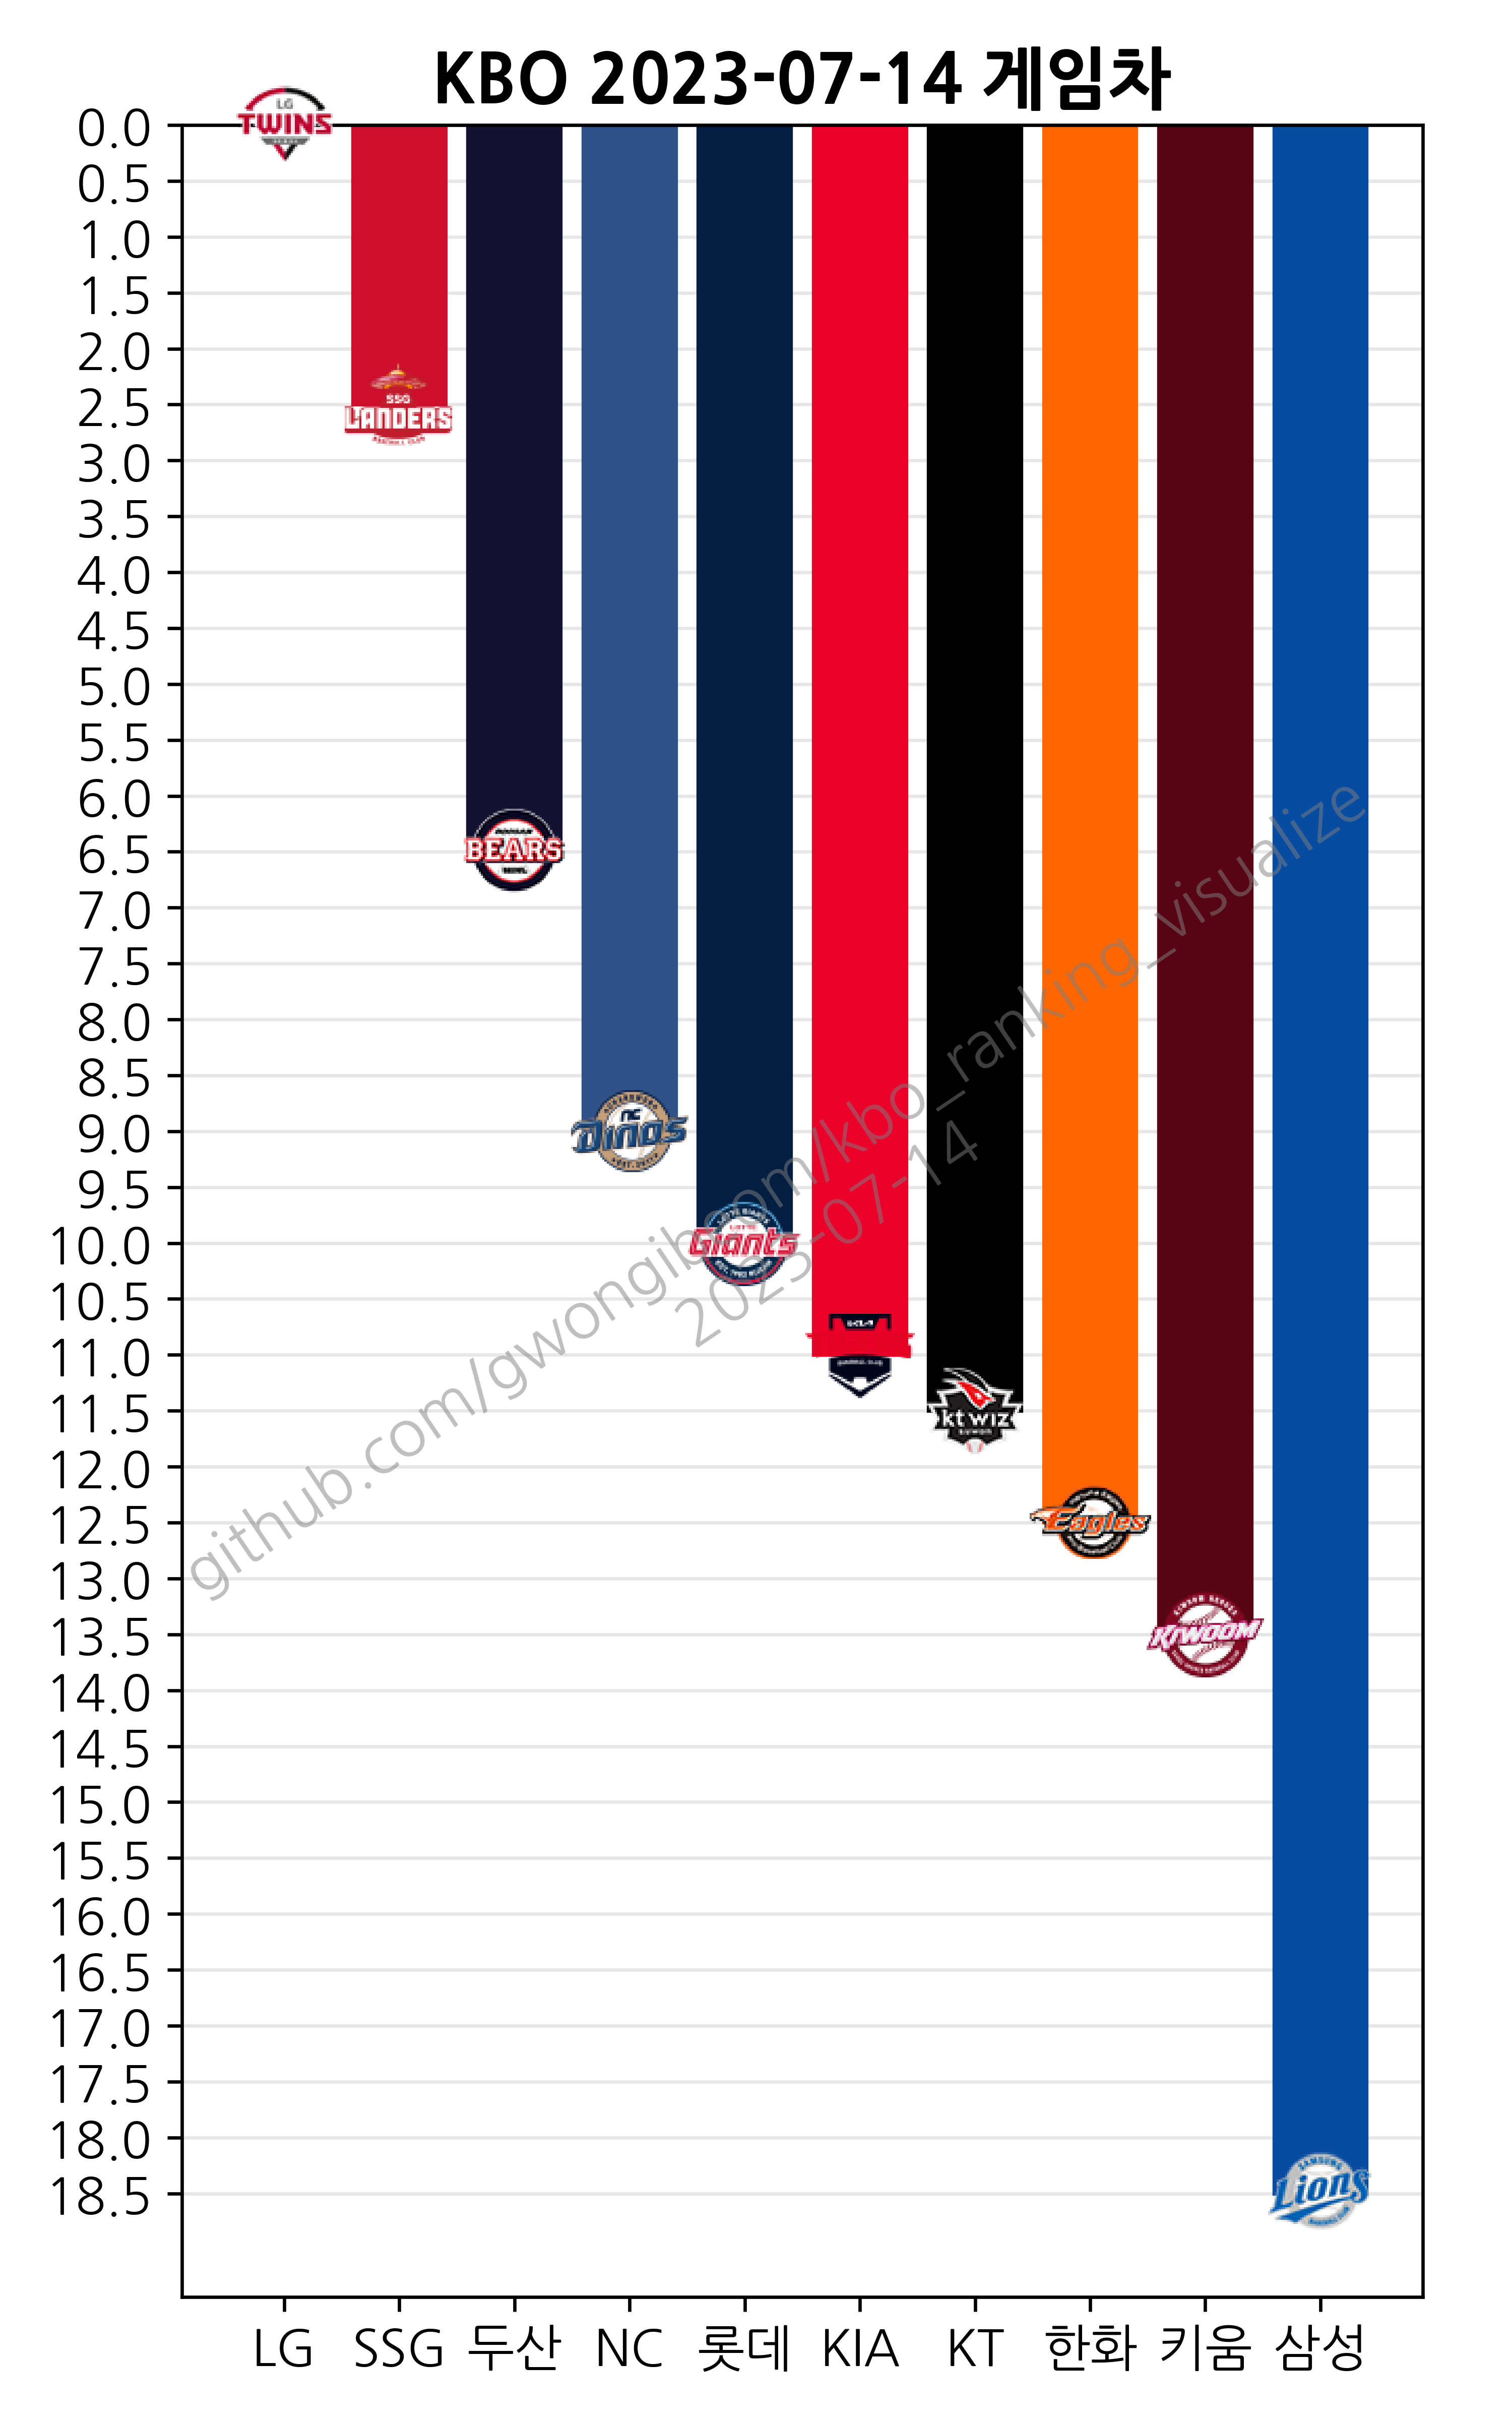 KBO 2023-07-14 게임차
0.0
0.5
1.0
1.5
2.0
2.5
3.0
3.5
4.0
4.5
5.0
5.5
6.0
6.5
7.0
7.5
8.0
8.5
9.0
9.5
10.0
10.5
11.0
11.5
12.0
12.5
13.0
13.5
14.0
14.5
15.0
15.5
16.0
16.5
17.0
17.5
18.0
18.5
LG
TWINS
SSG
LANDERS
BEARS
NC
Dinos
Giants
KIA
kt wiz
Eagles
KIWOOM
SAMSUNG
Lions
github.com/gwongibeom/kbo_ranking_visualize
2023-07-14
LG SSG 두산 NC 롯데 KIA KT 한화 키움 삼성